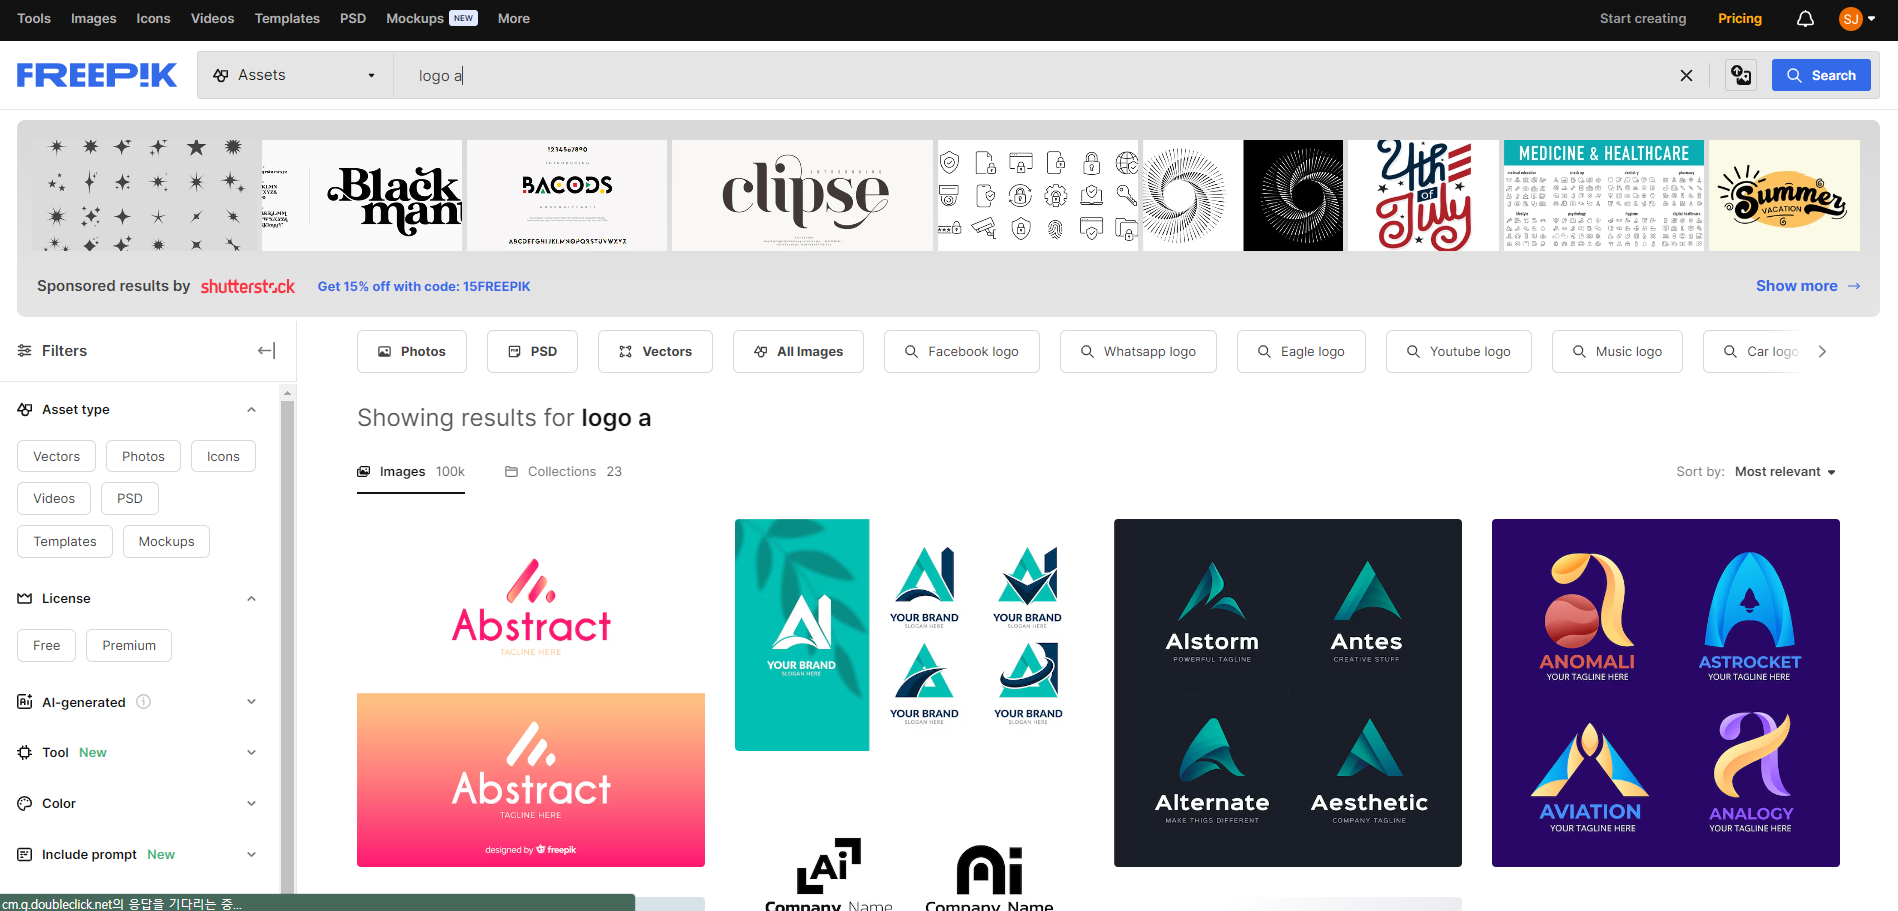 Tools Images Icons Videos Templates PSD Mockups NEW More Start creating Pricing SJ
FREEP!K Assets logo a Search
Black mant
1234567890
INTRODUCING
BACODS
ABCDEFGHIJKLMNOPQRSTUVWXYZ
INTRODUCING
clipse
4th OF July
MEDICINE & HEALTHCARE
Summer
VACATION
Sponsored results by shutterstock Get 15% off with code: 15FREEPIK Show more
Filters
Photos PSD Vectors All Images Facebook logo Whatsapp logo Eagle logo Youtube logo Music logo Car logo
Asset type
Vectors Photos Icons
Videos PSD
Templates Mockups
License
Free Premium
AI-generated
Tool New
Color
Include prompt New
Showing results for logo a
Images 100k Collections 23 Sort by: Most relevant
Abstract
TAGLINE HERE
Abstract
TAGLINE HERE
designed by freepik
YOUR BRAND
SLOGAN HERE
YOUR BRAND
SLOGAN HERE
YOUR BRAND
SLOGAN HERE
YOUR BRAND
SLOGAN HERE
YOUR BRAND
SLOGAN HERE
Ai
Company Name
Ai
Company Name
Alstorm
POWERFUL TAGLINE
Antes
CREATIVE STUFF
Alternate
MAKE THIGS DIFFERENT
Aesthetic
COMPANY TAGLINE
ANOMALI
YOUR TAGLINE HERE
ASTROCKET
YOUR TAGLINE HERE
AVIATION
YOUR TAGLINE HERE
ANALOGY
YOUR TAGLINE HERE
cm.g.doubleclick.net의 응답을 기다리는 중...